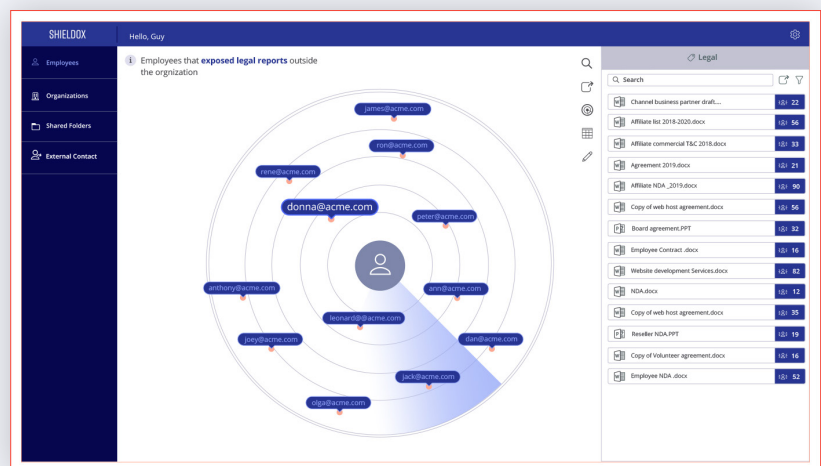 SHIELDOX
Hello, Guy
Employees
Organizations
Shared Folders
External Contact
i
Employees that exposed legal reports outside
the orgnization
james@acme.com
ron@acme.com
rene@acme.com
donna@acme.com
peter@acme.com
anthony@acme.com
ann@acme.com
leonard@@acme.com
joey@acme.com
dan@acme.com
jack@acme.com
olga@acme.com
Legal
Search
Channel business partner draft.... 22
Affiliate list 2018-2020.docx 56
Affiliate commercial T&C 2018.docx 33
Agreement 2019.docx 21
Affiliate NDA _2019.docx 90
Copy of web host agreement.docx 56
Board agreement.PPT 32
Employee Contract .docx 16
Website development Services.docx 82
NDA.docx 12
Copy of web host agreement.docx 35
Reseller NDA.PPT 19
Copy of Volunteer agreement.docx 16
Employee NDA .docx 52